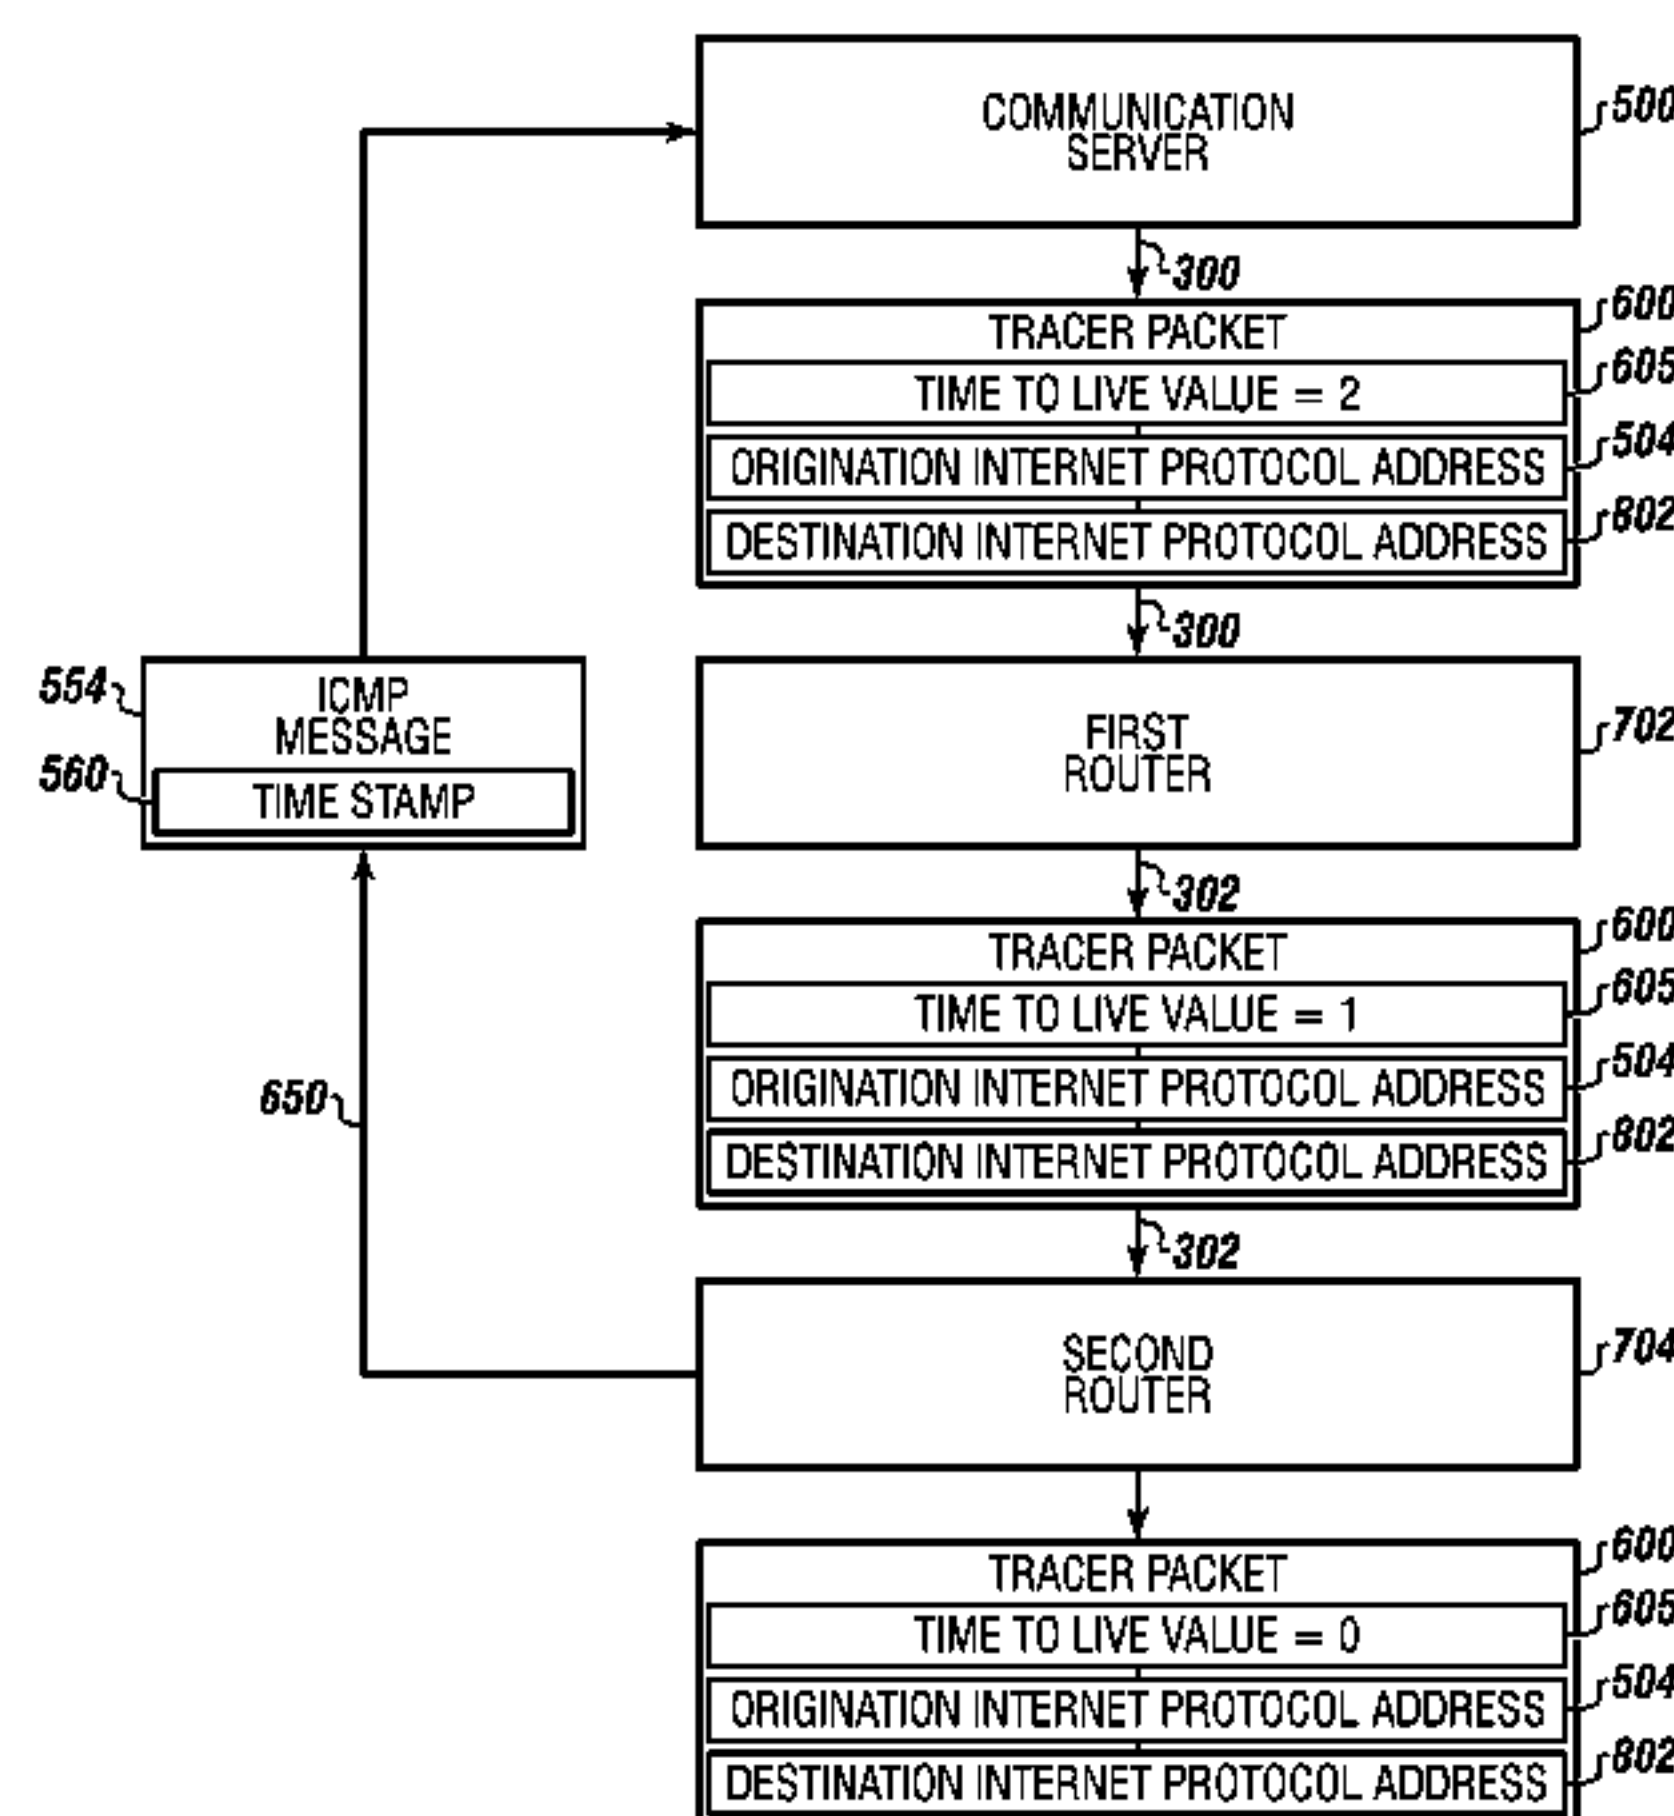 COMMUNICATION
SERVER
500
300
TRACER PACKET
600
TIME TO LIVE VALUE = 2
605
ORIGINATION INTERNET PROTOCOL ADDRESS
504
DESTINATION INTERNET PROTOCOL ADDRESS
802
300
554
ICMP
MESSAGE
560
TIME STAMP
FIRST
ROUTER
702
302
TRACER PACKET
600
TIME TO LIVE VALUE = 1
605
ORIGINATION INTERNET PROTOCOL ADDRESS
504
DESTINATION INTERNET PROTOCOL ADDRESS
802
650
302
SECOND
ROUTER
704
TRACER PACKET
600
TIME TO LIVE VALUE = 0
605
ORIGINATION INTERNET PROTOCOL ADDRESS
504
DESTINATION INTERNET PROTOCOL ADDRESS
802